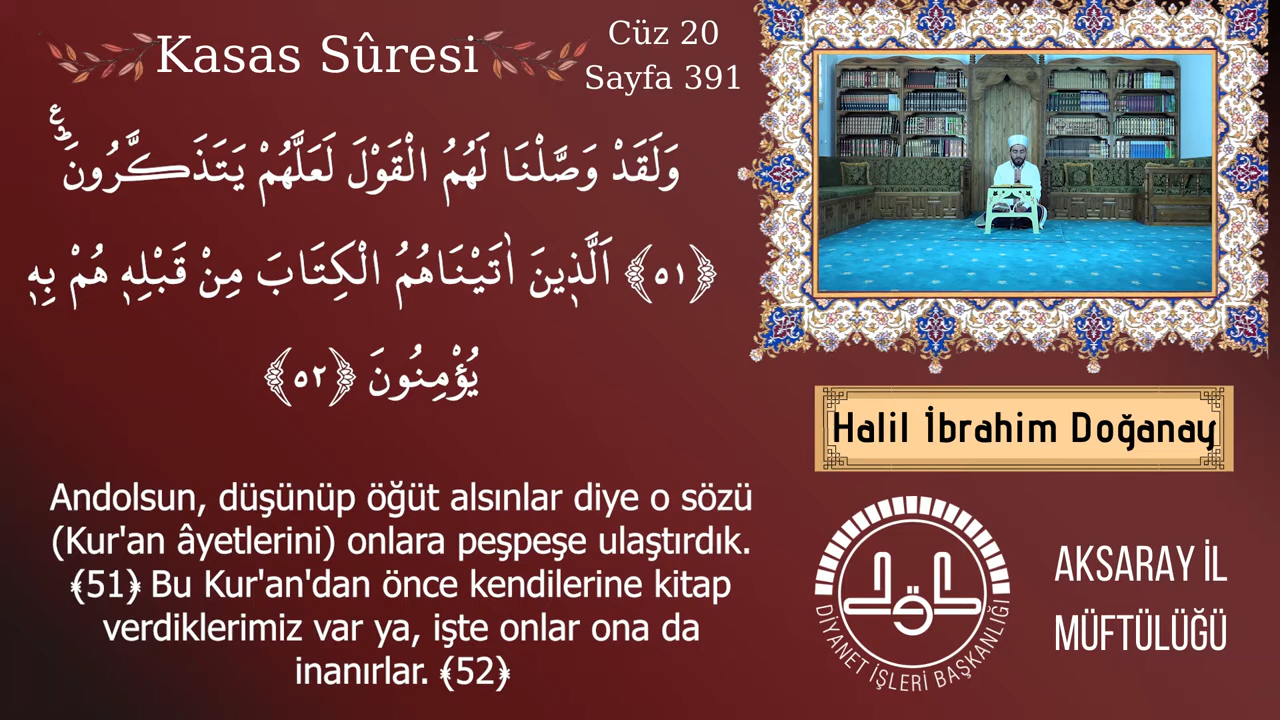 Kasas Sûresi
Cüz 20
Sayfa 391
وَلَقَدْ وَصَّلْنَا لَهُمُ الْقَوْلَ لَعَلَّهُمْ يَتَذَكَّرُونَۜ ع
﴿٥١﴾ اَلَّذ۪ينَ اٰتَيْنَاهُمُ الْكِتَابَ مِنْ قَبْلِه۪ هُمْ بِه۪
يُؤْمِنُونَ ﴿٥٢﴾
Andolsun, düşünüp öğüt alsınlar diye o sözü
(Kur'an âyetlerini) onlara peşpeşe ulaştırdık.
﴾51﴿ Bu Kur'an'dan önce kendilerine kitap
verdiklerimiz var ya, işte onlar ona da
inanırlar. ﴾52﴿
Halil İbrahim Doğanay
DİYANET İŞLERİ BAŞKANLIĞI
AKSARAY İL
MÜFTÜLÜĞÜ